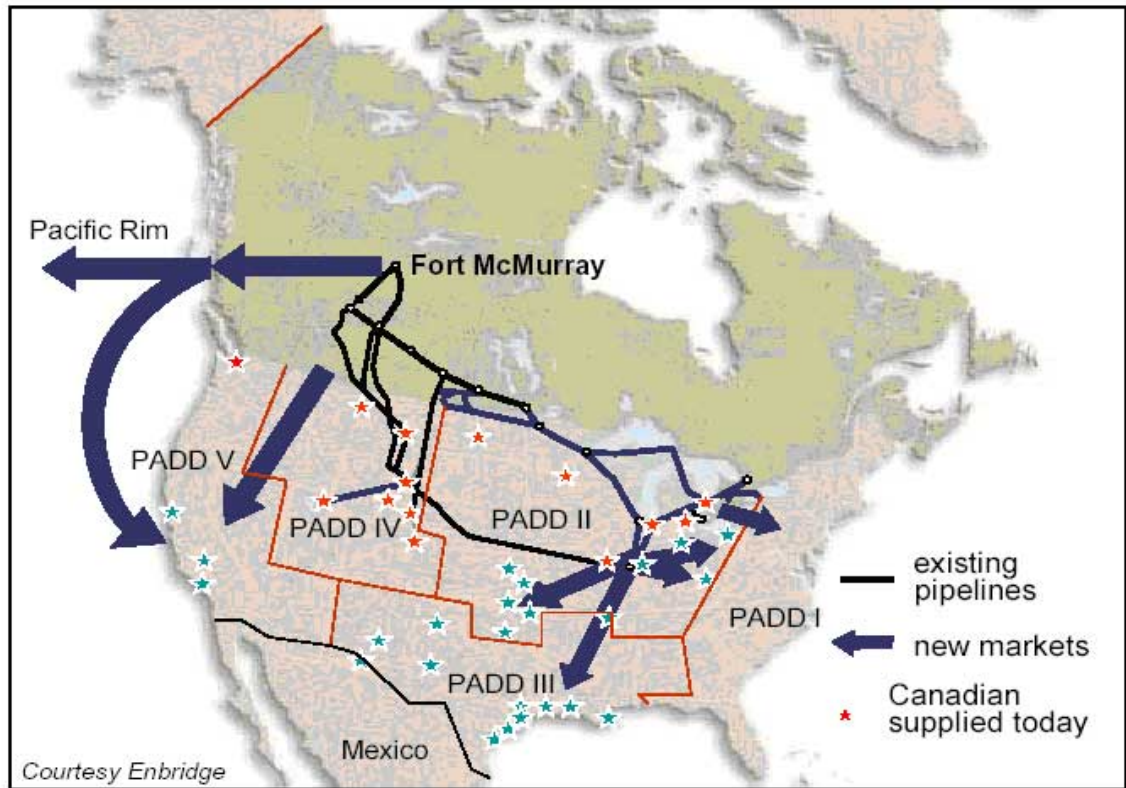 Pacific Rim
Fort McMurray
PADD V
PADD IV
PADD II
PADD I
PADD III
Mexico
existing
pipelines
new markets
Canadian
supplied today
Courtesy Enbridge